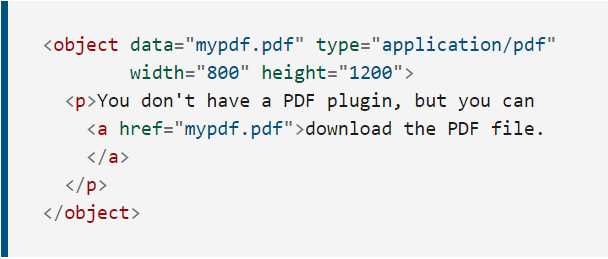 <object data="mypdf.pdf" type="application/pdf"
        width="800" height="1200">
  <p>You don't have a PDF plugin, but you can
    <a href="mypdf.pdf">download the PDF file.
    </a>
  </p>
</object>